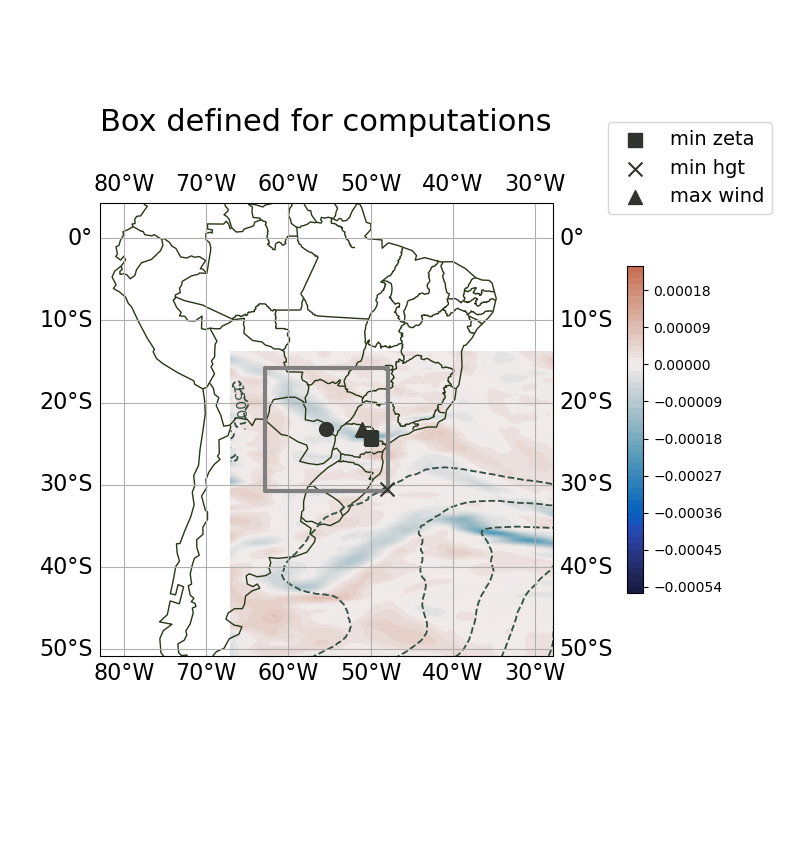 Box defined for computations
min zeta
min hgt
max wind
80°W 70°W 60°W 50°W 40°W 30°W
0° 0°
10°S 10°S
20°S 20°S
30°S 30°S
40°S 40°S
50°S 50°S
80°W 70°W 60°W 50°W 40°W 30°W
0.00018
0.00009
0.00000
−0.00009
−0.00018
−0.00027
−0.00036
−0.00045
−0.00054